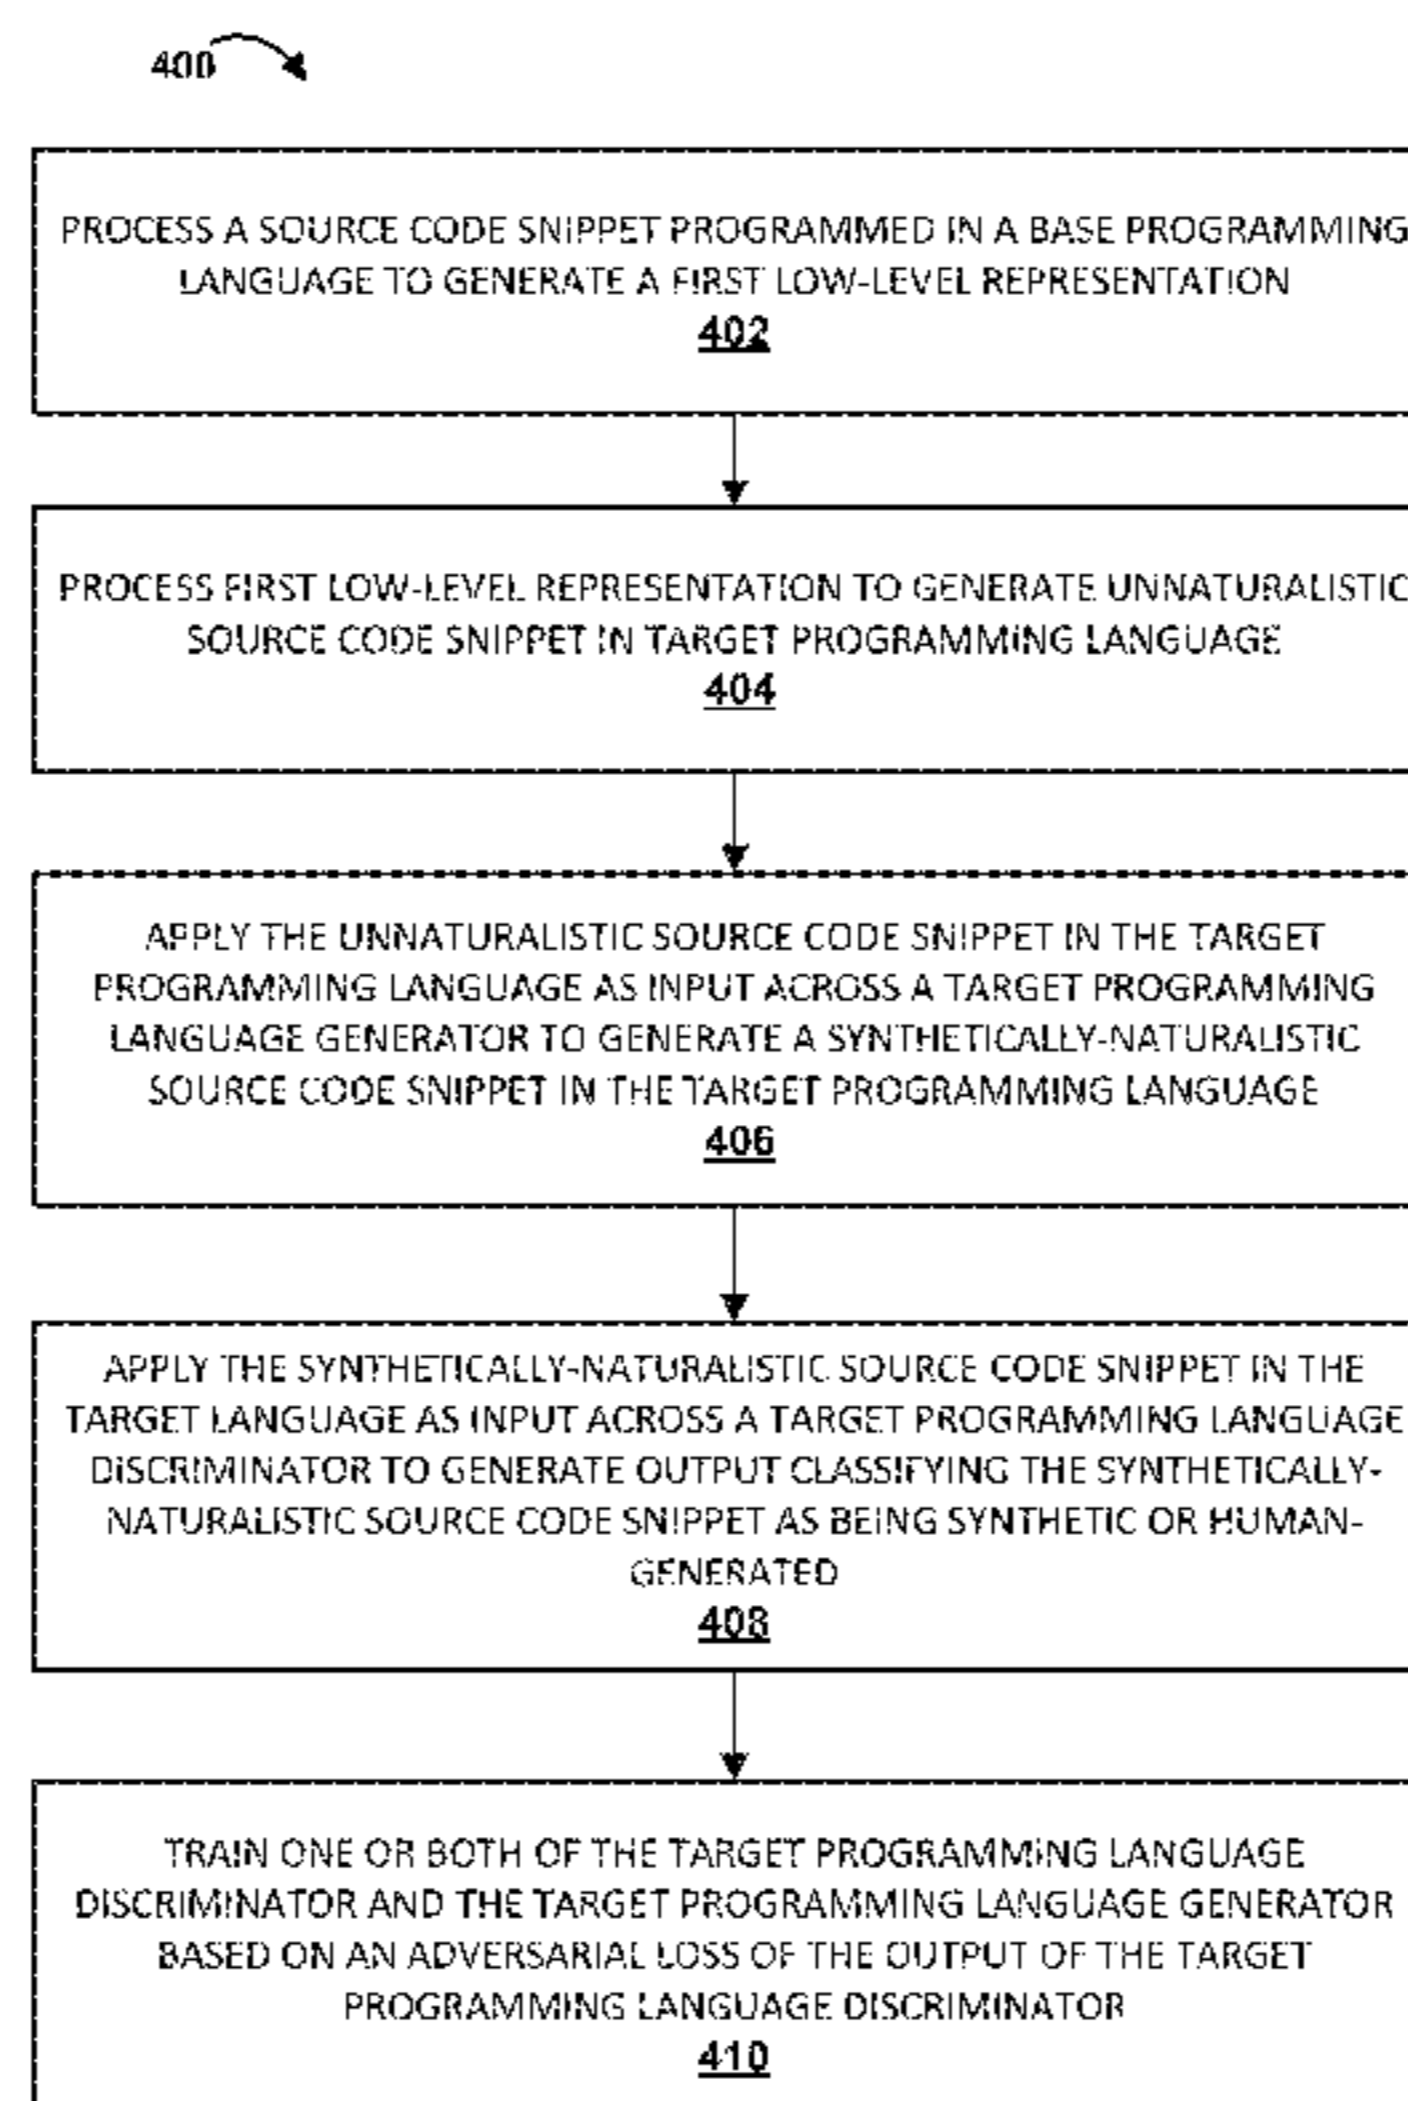 400
PROCESS A SOURCE CODE SNIPPET PROGRAMMED IN A BASE PROGRAMMING
LANGUAGE TO GENERATE A FIRST LOW-LEVEL REPRESENTATION
402
PROCESS FIRST LOW-LEVEL REPRESENTATION TO GENERATE UNNATURALISTIC
SOURCE CODE SNIPPET IN TARGET PROGRAMMING LANGUAGE
404
APPLY THE UNNATURALISTIC SOURCE CODE SNIPPET IN THE TARGET
PROGRAMMING LANGUAGE AS INPUT ACROSS A TARGET PROGRAMMING
LANGUAGE GENERATOR TO GENERATE A SYNTHETICALLY-NATURALISTIC
SOURCE CODE SNIPPET IN THE TARGET PROGRAMMING LANGUAGE
406
APPLY THE SYNTHETICALLY-NATURALISTIC SOURCE CODE SNIPPET IN THE
TARGET LANGUAGE AS INPUT ACROSS A TARGET PROGRAMMING LANGUAGE
DISCRIMINATOR TO GENERATE OUTPUT CLASSIFYING THE SYNTHETICALLY-
NATURALISTIC SOURCE CODE SNIPPET AS BEING SYNTHETIC OR HUMAN-
GENERATED
408
TRAIN ONE OR BOTH OF THE TARGET PROGRAMMING LANGUAGE
DISCRIMINATOR AND THE TARGET PROGRAMMING LANGUAGE GENERATOR
BASED ON AN ADVERSARIAL LOSS OF THE OUTPUT OF THE TARGET
PROGRAMMING LANGUAGE DISCRIMINATOR
410